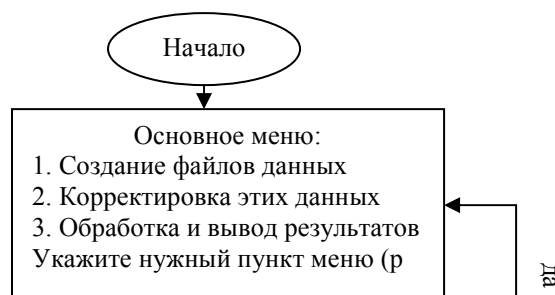 Начало
Основное меню:
1. Создание файлов данных
2. Корректировка этих данных
3. Обработка и вывод результатов
Укажите нужный пункт меню (р
да